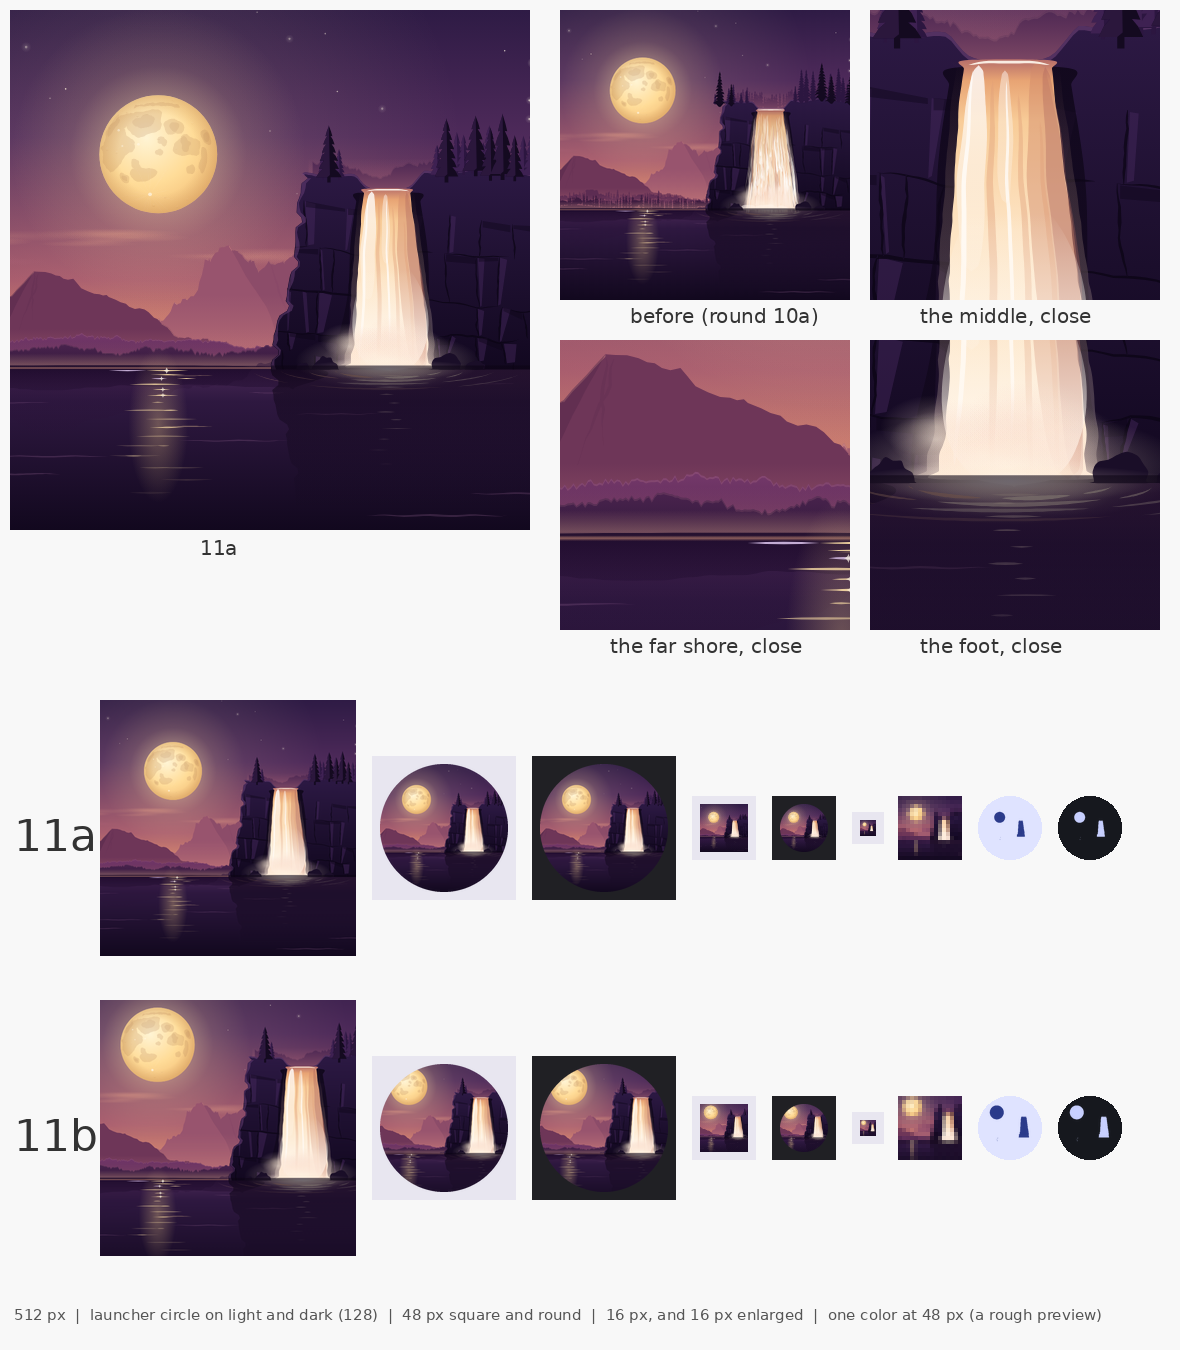 before (round 10a)
the middle, close
11a
the far shore, close
the foot, close
11a
11b
512 px | launcher circle on light and dark (128) | 48 px square and round | 16 px, and 16 px enlarged | one color at 48 px (a rough preview)